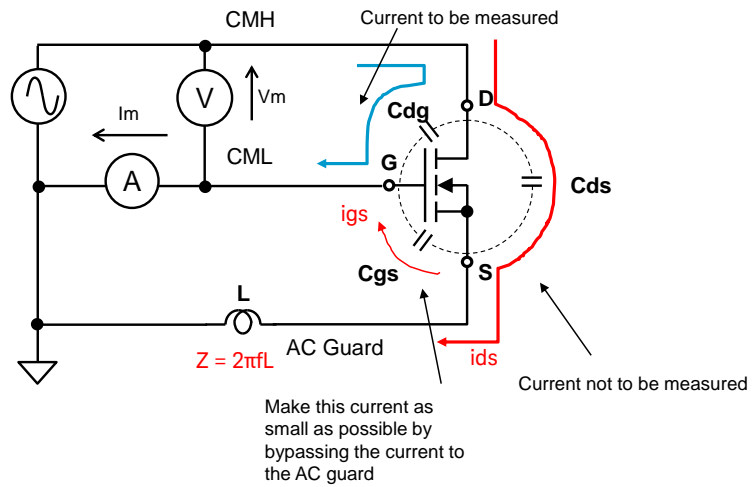 CMH
Current to be measured
V
Vm
Im
Cdg
D
CML
G
A
Cds
igs
Cgs
S
L
AC Guard
Z = 2πfL
ids
Current not to be measured
Make this current as
small as possible by
bypassing the current to
the AC guard